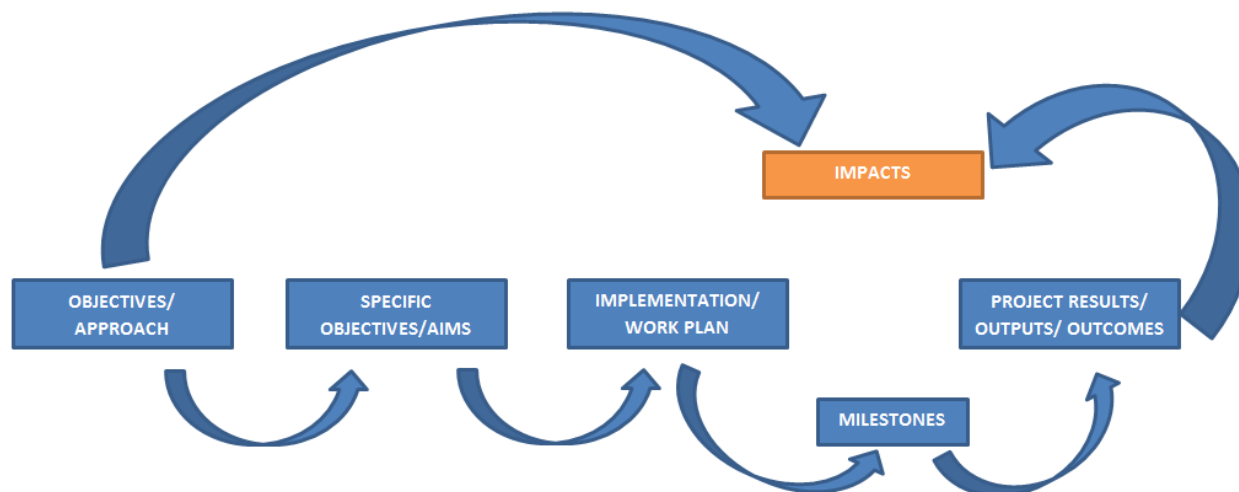 IMPACTS
OBJECTIVES/
APPROACH
SPECIFIC
OBJECTIVES/AIMS
IMPLEMENTATION/
WORK PLAN
PROJECT RESULTS/
OUTPUTS/ OUTCOMES
MILESTONES